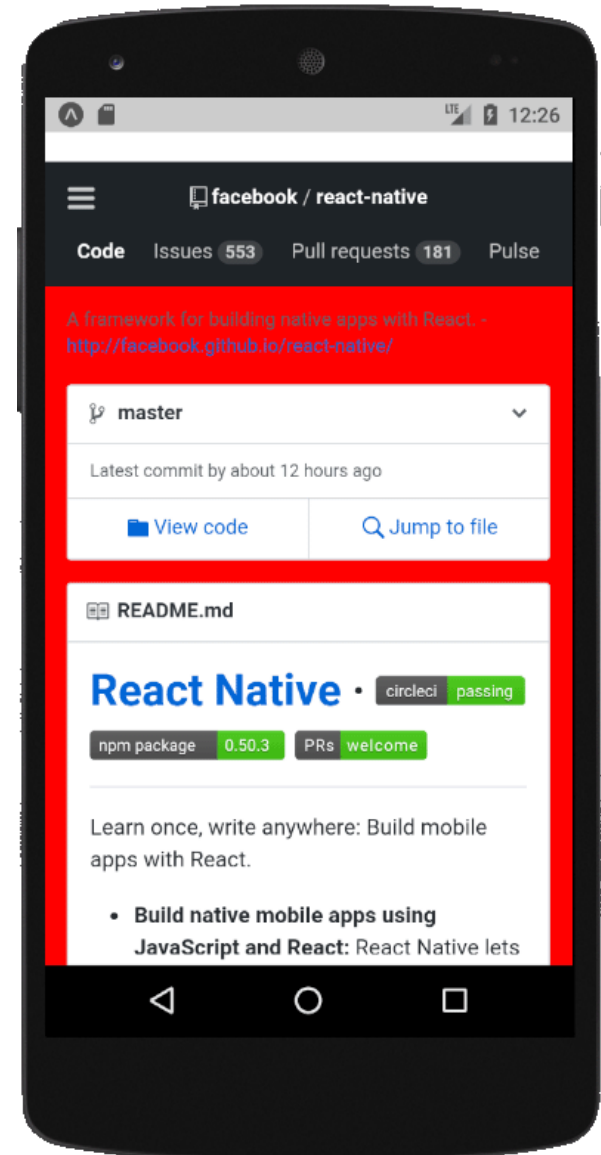 LTE 12:26
facebook / react-native
Code Issues 553 Pull requests 181 Pulse
A framework for building native apps with React. -
http://facebook.github.io/react-native/
master
Latest commit by about 12 hours ago
View code Jump to file
README.md
React Native · circleci passing
npm package 0.50.3 PRs welcome
Learn once, write anywhere: Build mobile
apps with React.
• Build native mobile apps using
JavaScript and React: React Native lets